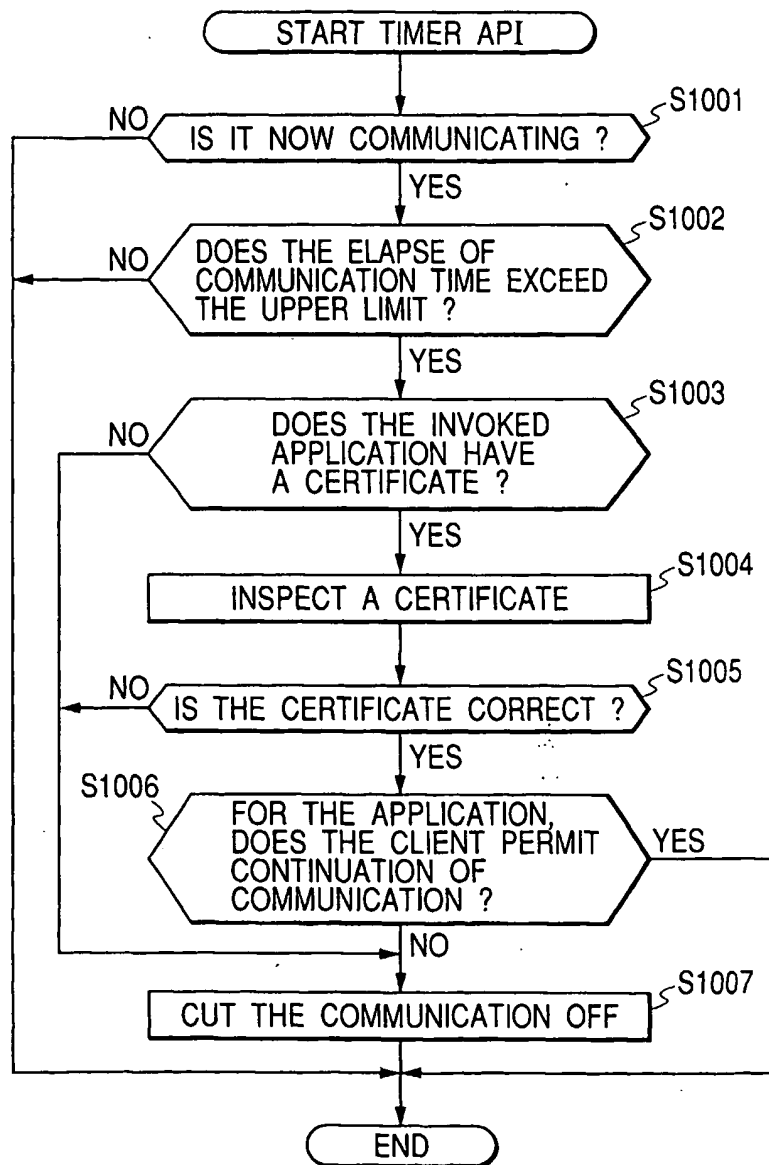 START TIMER API
S1001
NO
IS IT NOW COMMUNICATING ?
YES
S1002
NO
DOES THE ELAPSE OF
COMMUNICATION TIME EXCEED
THE UPPER LIMIT ?
YES
S1003
NO
DOES THE INVOKED
APPLICATION HAVE
A CERTIFICATE ?
YES
S1004
INSPECT A CERTIFICATE
S1005
NO
IS THE CERTIFICATE CORRECT ?
YES
S1006
FOR THE APPLICATION,
DOES THE CLIENT PERMIT
CONTINUATION OF
COMMUNICATION ?
YES
NO
S1007
CUT THE COMMUNICATION OFF
END